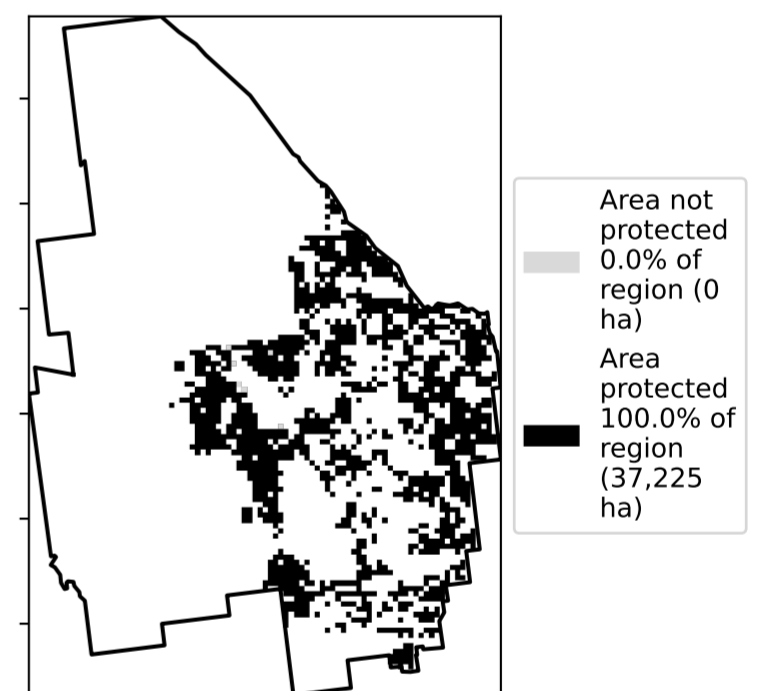 Area not
protected
0.0% of
region (0
ha)
Area
protected
100.0% of
region
(37,225
ha)